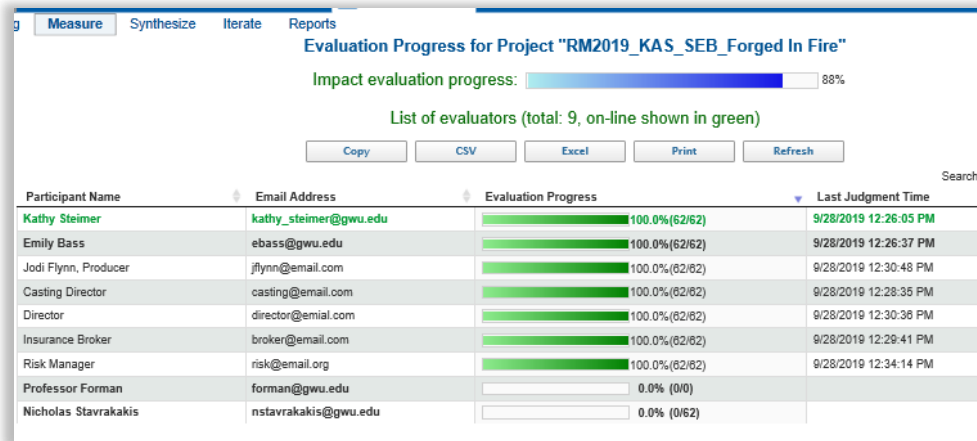 g Measure Synthesize Iterate Reports
Evaluation Progress for Project "RM2019_KAS_SEB_Forged In Fire"
Impact evaluation progress: 88%
List of evaluators (total: 9, on-line shown in green)
Copy CSV Excel Print Refresh
Search
Participant Name Email Address Evaluation Progress Last Judgment Time
Kathy Steimer kathy_steimer@gwu.edu 100.0%(62/62) 9/28/2019 12:26:05 PM
Emily Bass ebass@gwu.edu 100.0%(62/62) 9/28/2019 12:26:37 PM
Jodi Flynn, Producer jflynn@email.com 100.0%(62/62) 9/28/2019 12:30:48 PM
Casting Director casting@email.com 100.0%(62/62) 9/28/2019 12:28:35 PM
Director director@emial.com 100.0%(62/62) 9/28/2019 12:30:36 PM
Insurance Broker broker@email.com 100.0%(62/62) 9/28/2019 12:29:41 PM
Risk Manager risk@email.org 100.0%(62/62) 9/28/2019 12:34:14 PM
Professor Forman forman@gwu.edu 0.0% (0/0)
Nicholas Stavrakakis nstavrakakis@gwu.edu 0.0% (0/62)